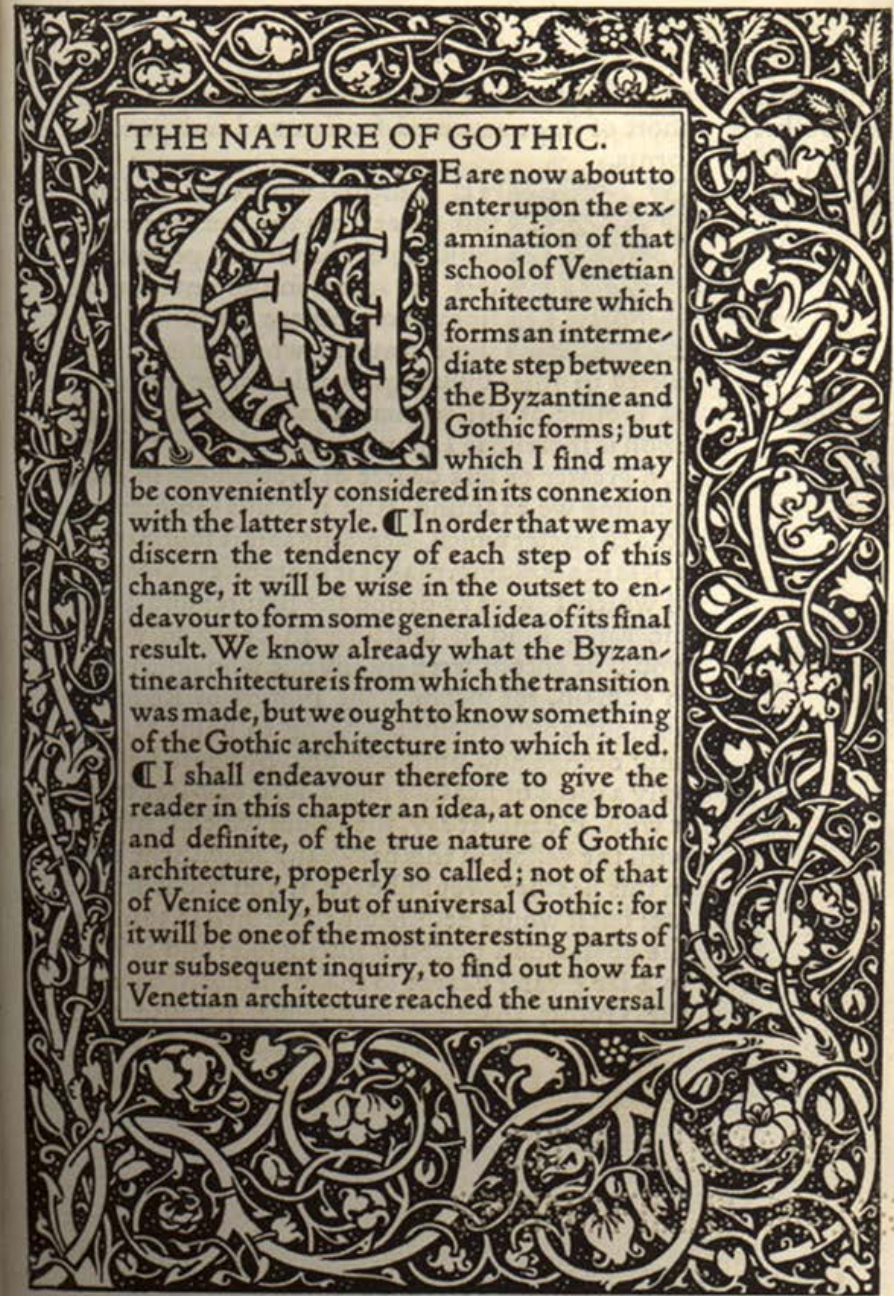 THE NATURE OF GOTHIC.
WE are now about to
enter upon the ex-
amination of that
school of Venetian
architecture which
forms an interme-
diate step between
the Byzantine and
Gothic forms; but
which I find may
be conveniently considered in its connexion
with the latter style. ⁋ In order that we may
discern the tendency of each step of this
change, it will be wise in the outset to en-
deavour to form some general idea of its final
result. We know already what the Byzan-
tine architecture is from which the transition
was made, but we ought to know something
of the Gothic architecture into which it led.
⁋ I shall endeavour therefore to give the
reader in this chapter an idea, at once broad
and definite, of the true nature of Gothic
architecture, properly so called; not of that
of Venice only, but of universal Gothic: for
it will be one of the most interesting parts of
our subsequent inquiry, to find out how far
Venetian architecture reached the universal